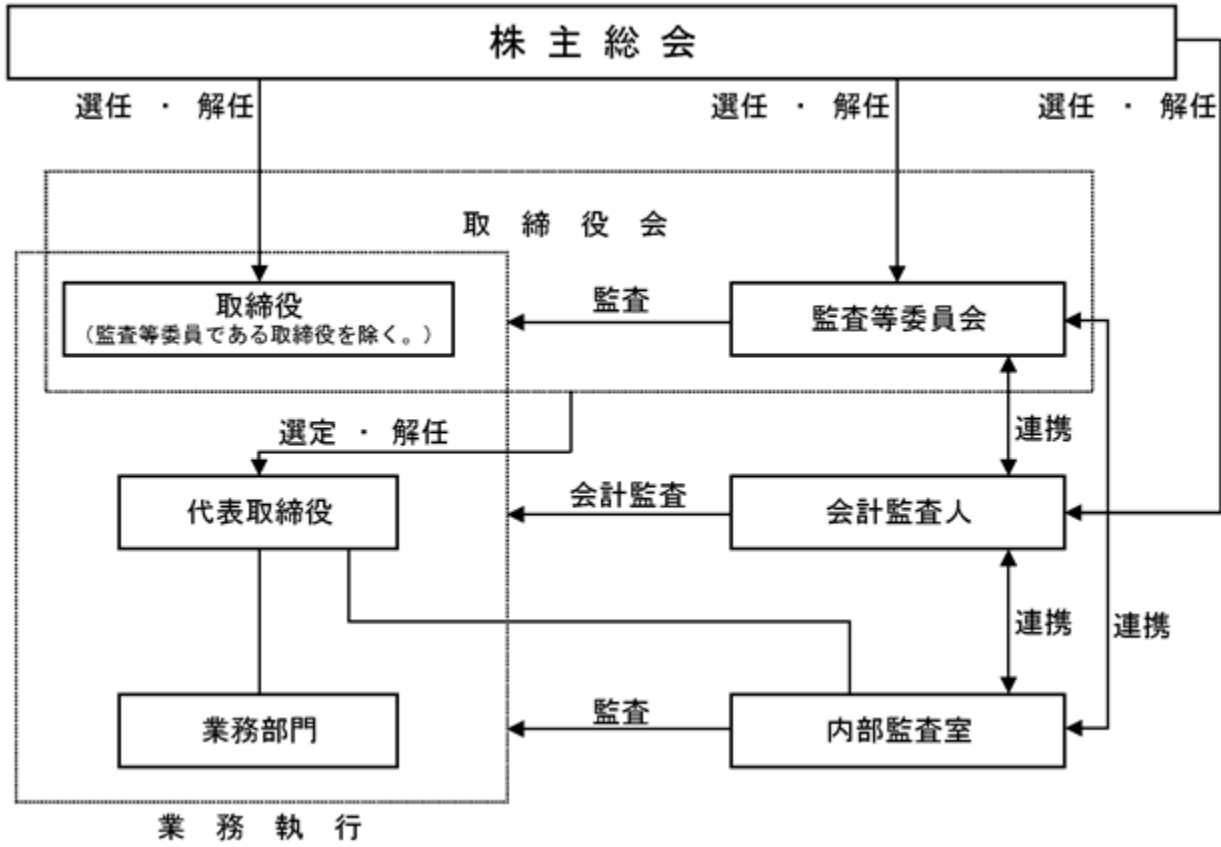 株主総会
選任 ・ 解任
選任 ・ 解任
選任 ・ 解任
取締役会
取締役
（監査等委員である取締役を除く。）
監査
監査等委員会
選定 ・ 解任
連携
代表取締役
会計監査
会計監査人
連携
連携
業務部門
監査
内部監査室
業務執行